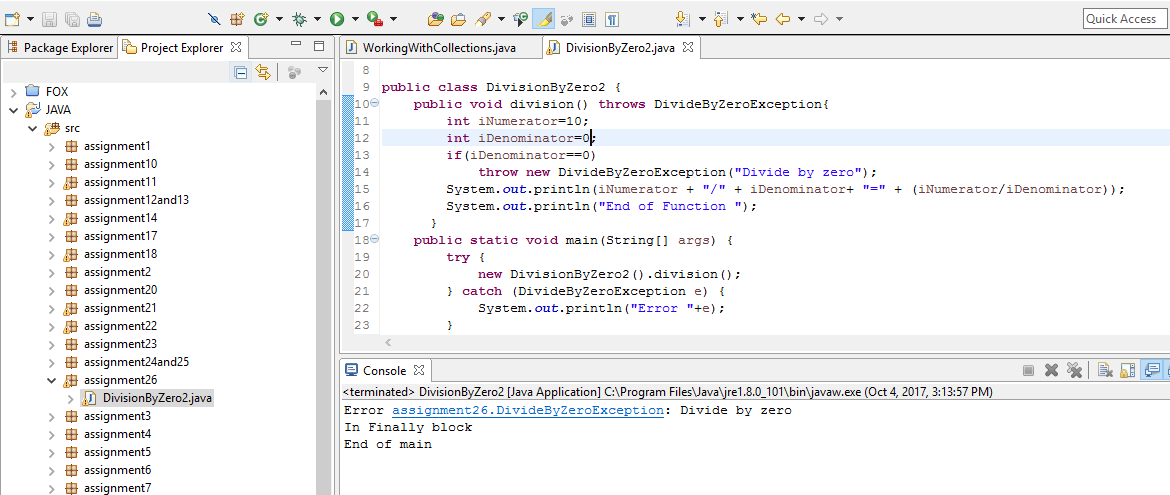 Quick Access
Package Explorer
Project Explorer
FOX
JAVA
src
assignment1
assignment10
assignment11
assignment12and13
assignment14
assignment17
assignment18
assignment2
assignment20
assignment21
assignment22
assignment23
assignment24and25
assignment26
DivisionByZero2.java
assignment3
assignment4
assignment5
assignment6
assignment7
WorkingWithCollections.java
DivisionByZero2.java
8
9 public class DivisionByZero2 {
10 public void division() throws DivideByZeroException{
11 int iNumerator=10;
12 int iDenominator=0;
13 if(iDenominator==0)
14 throw new DivideByZeroException("Divide by zero");
15 System.out.println(iNumerator + "/" + iDenominator+ "=" + (iNumerator/iDenominator));
16 System.out.println("End of Function ");
17 }
18 public static void main(String[] args) {
19 try {
20 new DivisionByZero2().division();
21 } catch (DivideByZeroException e) {
22 System.out.println("Error "+e);
23 }
Console
<terminated> DivisionByZero2 [Java Application] C:\Program Files\Java\jre1.8.0_101\bin\javaw.exe (Oct 4, 2017, 3:13:57 PM)
Error assignment26.DivideByZeroException: Divide by zero
In Finally block
End of main